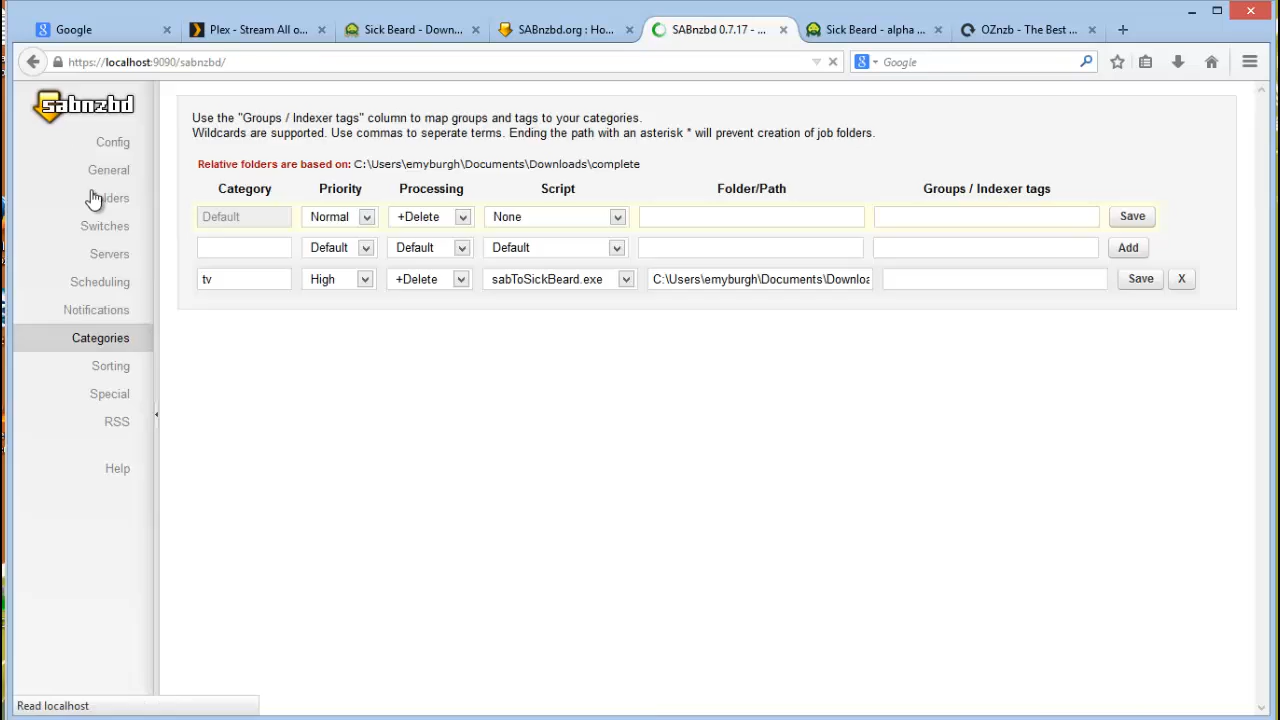 Google
Plex - Stream All o...
Sick Beard - Down...
SABnzbd.org : Ho...
SABnzbd 0.7.17 - ...
Sick Beard - alpha ...
OZnzb - The Best ...
https://localhost:9090/sabnzbd/
Google
sabnzbd
Config
General
Folders
Switches
Servers
Scheduling
Notifications
Categories
Sorting
Special
RSS
Help
Use the "Groups / Indexer tags" column to map groups and tags to your categories.
Wildcards are supported. Use commas to seperate terms. Ending the path with an asterisk * will prevent creation of job folders.
Relative folders are based on: C:\Users\emyburgh\Documents\Downloads\complete
Category Priority Processing Script Folder/Path Groups / Indexer tags
Default Normal +Delete None Save
Default Default Default Add
tv High +Delete sabToSickBeard.exe C:\Users\emyburgh\Documents\Downloa Save X
Read localhost